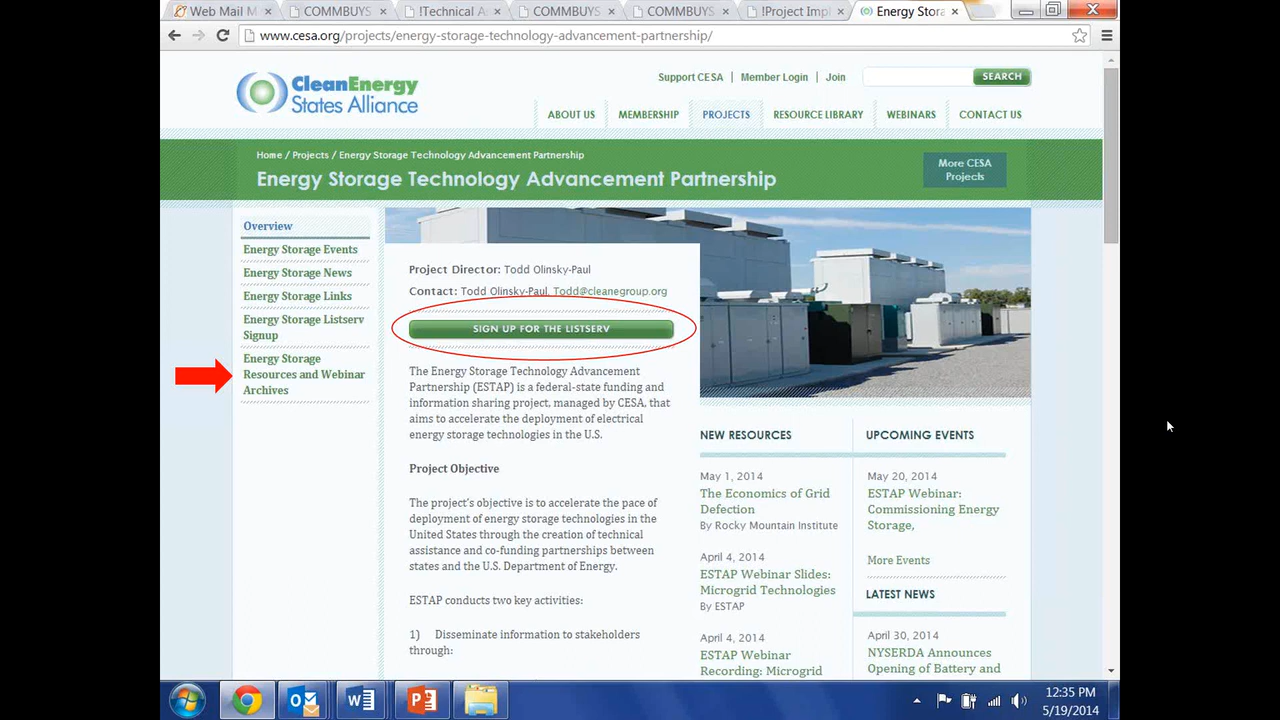 Web Mail M
COMMBUYS
!Technical A
COMMBUYS
COMMBUYS
!Project Impl
Energy Stora
www.cesa.org/projects/energy-storage-technology-advancement-partnership/
CleanEnergy
States Alliance
Support CESA | Member Login | Join
SEARCH
ABOUT US
MEMBERSHIP
PROJECTS
RESOURCE LIBRARY
WEBINARS
CONTACT US
Home / Projects / Energy Storage Technology Advancement Partnership
Energy Storage Technology Advancement Partnership
More CESA
Projects
Overview
Energy Storage Events
Energy Storage News
Energy Storage Links
Energy Storage Listserv
Signup
Energy Storage
Resources and Webinar
Archives
Project Director: Todd Olinsky-Paul
Contact: Todd Olinsky-Paul, Todd@cleanegroup.org
SIGN UP FOR THE LISTSERV
The Energy Storage Technology Advancement
Partnership (ESTAP) is a federal-state funding and
information sharing project, managed by CESA, that
aims to accelerate the deployment of electrical
energy storage technologies in the U.S.
Project Objective
The project's objective is to accelerate the pace of
deployment of energy storage technologies in the
United States through the creation of technical
assistance and co-funding partnerships between
states and the U.S. Department of Energy.
ESTAP conducts two key activities:
1) Disseminate information to stakeholders
through:
NEW RESOURCES
May 1, 2014
The Economics of Grid
Defection
By Rocky Mountain Institute
April 4, 2014
ESTAP Webinar Slides:
Microgrid Technologies
By ESTAP
April 4, 2014
ESTAP Webinar
Recording: Microgrid
UPCOMING EVENTS
May 20, 2014
ESTAP Webinar:
Commissioning Energy
Storage,
More Events
LATEST NEWS
April 30, 2014
NYSERDA Announces
Opening of Battery and
12:35 PM
5/19/2014